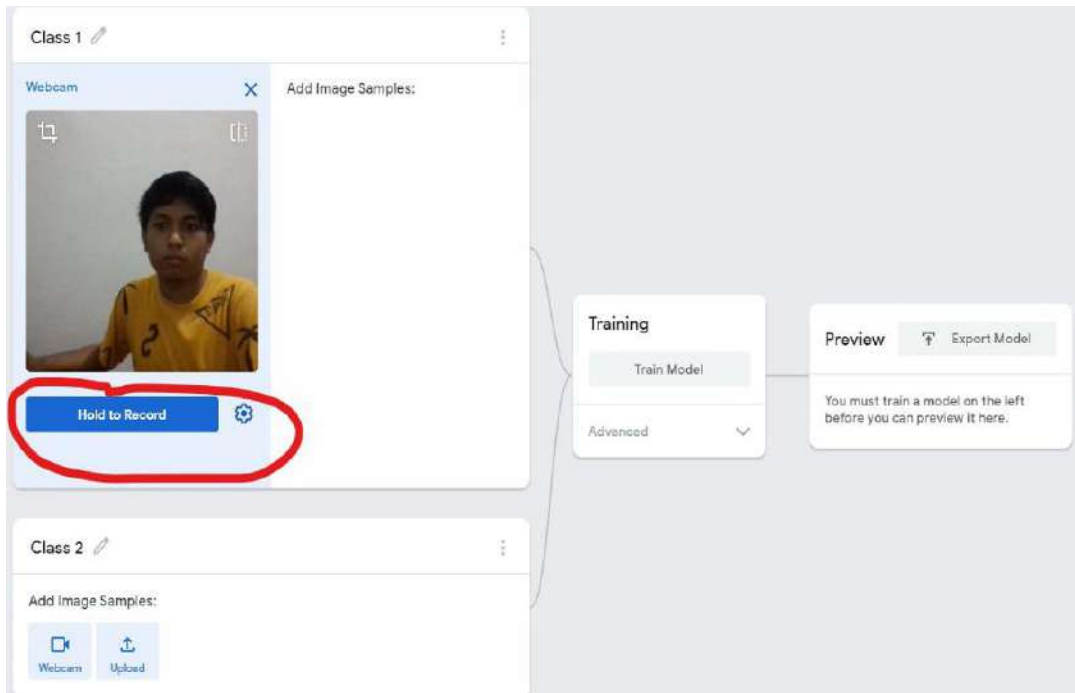 Class 1
Webcam
Add Image Samples:
Hold to Record
Training
Train Model
Advanced
Preview
Export Model
You must train a model on the left
before you can preview it here.
Class 2
Add Image Samples:
Webcam
Upload